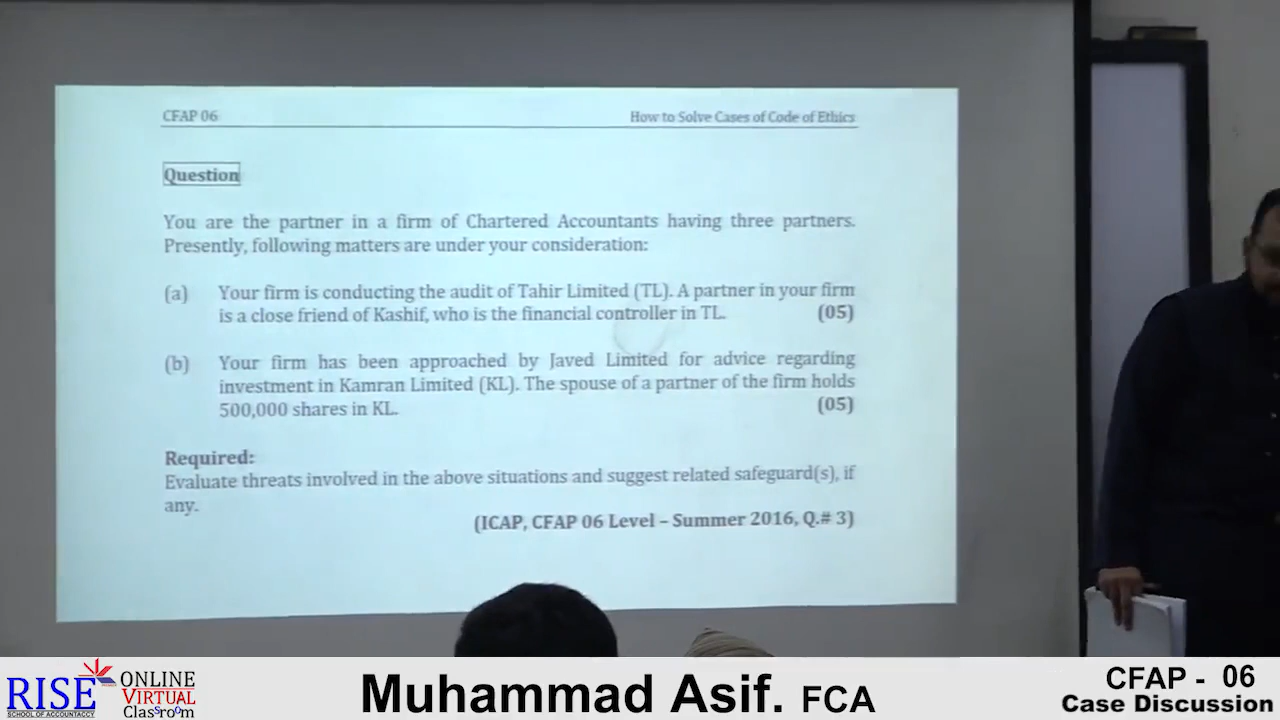 CFAP 06 How to Solve Cases of Code of Ethics
Question
You are the partner in a firm of Chartered Accountants having three partners.
Presently, following matters are under your consideration:
(a) Your firm is conducting the audit of Tahir Limited (TL). A partner in your firm
is a close friend of Kashif, who is the financial controller in TL. (05)
(b) Your firm has been approached by Javed Limited for advice regarding
investment in Kamran Limited (KL). The spouse of a partner of the firm holds
500,000 shares in KL. (05)
Required:
Evaluate threats involved in the above situations and suggest related safeguard(s), if
any.
(ICAP, CFAP 06 Level – Summer 2016, Q.# 3)
RISE
SCHOOL OF ACCOUNTANCY
ONLINE
VIRTUAL
Classroom
Muhammad Asif. FCA
CFAP - 06
Case Discussion